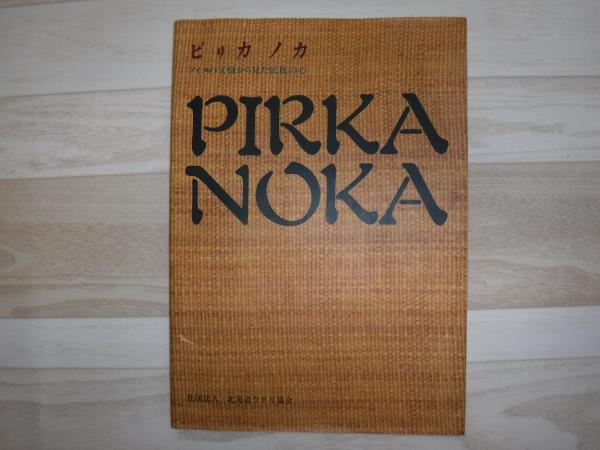 ピリカ ノカ
アイヌの文様から見た民族の心
PIRKA
NOKA
社団法人 北海道ウタリ協会